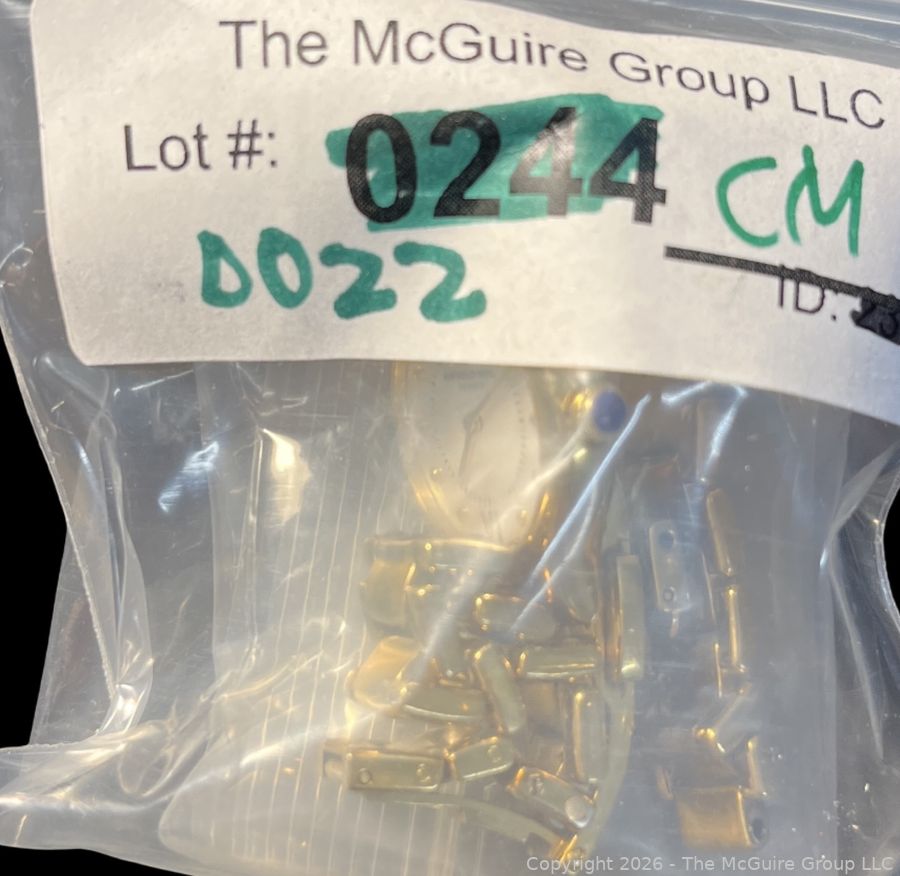 The McGuire Group LLC
Lot #: 0244 CM
0022
ID:
Copyright 2026 - The McGuire Group LLC